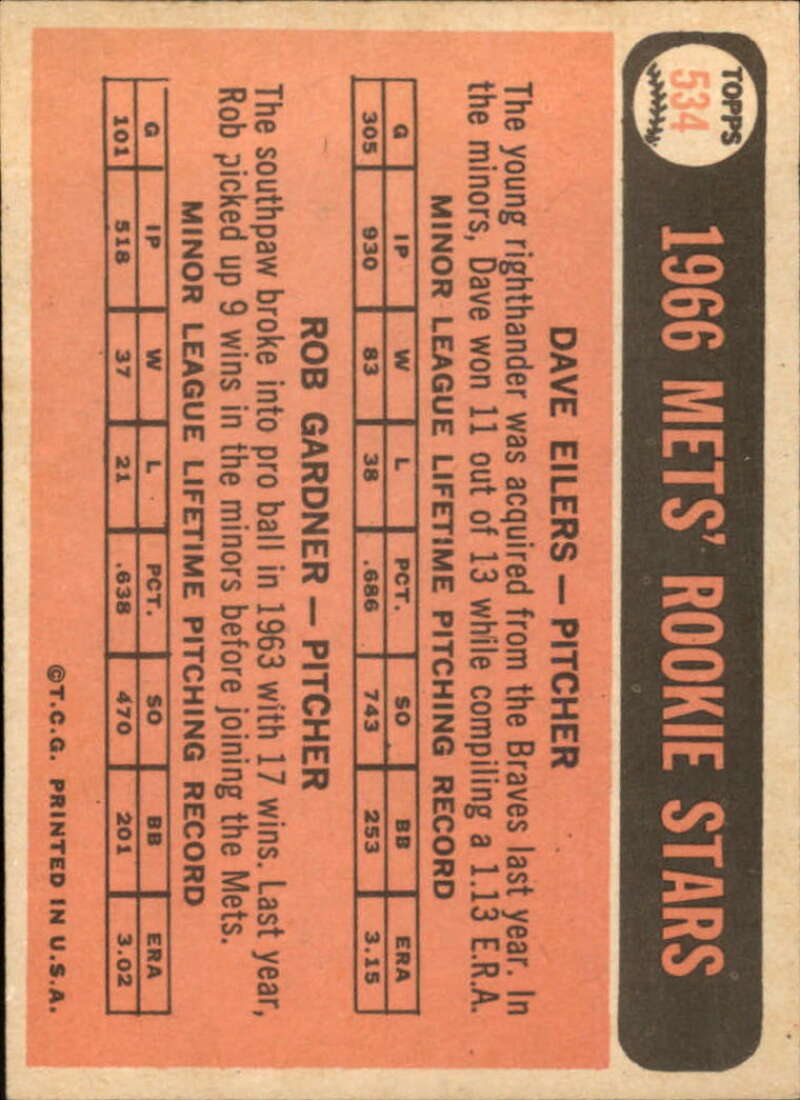 TOPPS
534
1966 METS' ROOKIE STARS
DAVE EILERS — PITCHER
The young righthander was acquired from the Braves last year. In
the minors, Dave won 11 out of 13 while compiling a 1.13 E.R.A.
MINOR LEAGUE LIFETIME PITCHING RECORD
G IP W L PCT. SO BB ERA
305 930 83 38 .686 743 253 3.15
ROB GARDNER — PITCHER
The southpaw broke into pro ball in 1963 with 17 wins. Last year,
Rob picked up 9 wins in the minors before joining the Mets.
MINOR LEAGUE LIFETIME PITCHING RECORD
G IP W L PCT. SO BB ERA
101 518 37 21 .638 470 201 3.02
©T.C.G. PRINTED IN U.S.A.